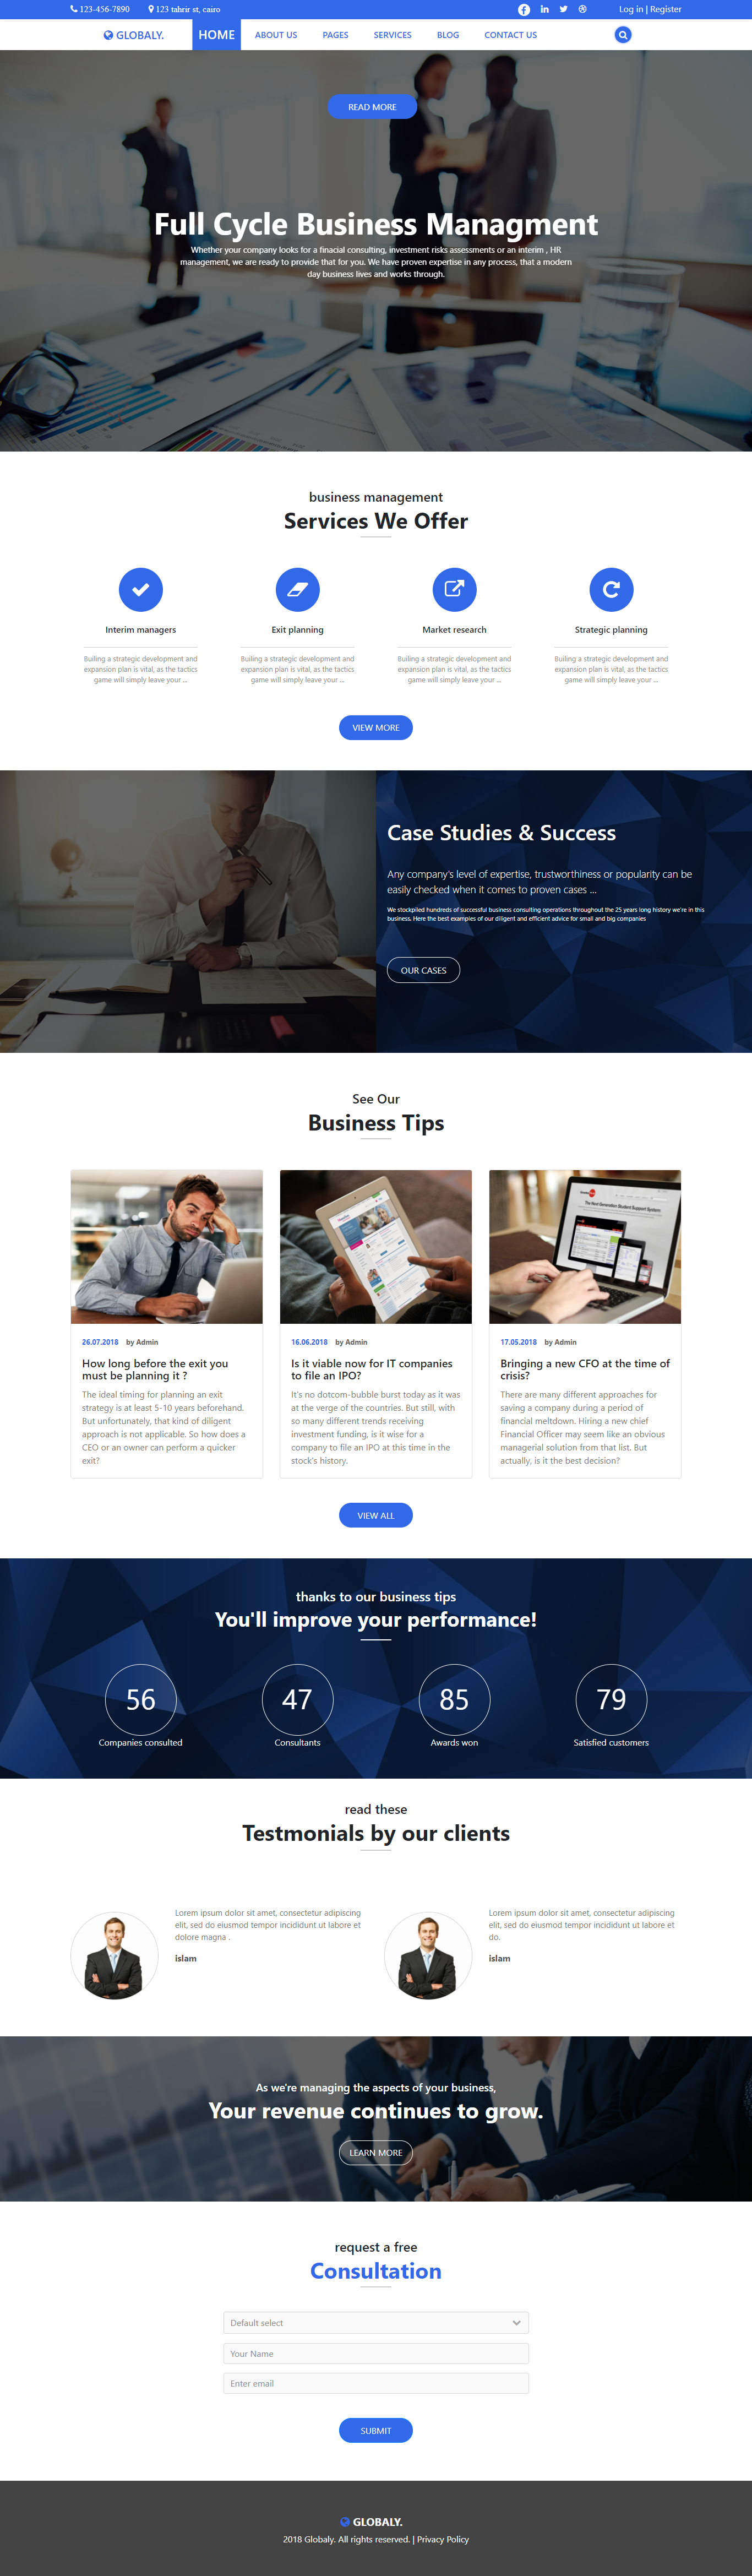 123-456-7890 123 tahrir st, cairo Log in | Register
GLOBALY. HOME ABOUT US PAGES SERVICES BLOG CONTACT US
READ MORE
Full Cycle Business Managment
Whether your company looks for a finacial consulting, investment risks assessments or an interim , HR
management, we are ready to provide that for you. We have proven expertise in any process, that a modern
day business lives and works through.
business management
Services We Offer
Interim managers
Builing a strategic development and
expansion plan is vital, as the tactics
game will simply leave your ...
Exit planning
Builing a strategic development and
expansion plan is vital, as the tactics
game will simply leave your ...
Market research
Builing a strategic development and
expansion plan is vital, as the tactics
game will simply leave your ...
Strategic planning
Builing a strategic development and
expansion plan is vital, as the tactics
game will simply leave your ...
VIEW MORE
Case Studies & Success
Any company's level of expertise, trustworthiness or popularity can be
easily checked when it comes to proven cases ...
We stockpiled hundreds of successful business consulting operations throughout the 25 years long history we're in this
business. Here the best examples of our diligent and efficient advice for small and big companies
OUR CASES
See Our
Business Tips
26.07.2018 by Admin
How long before the exit you
must be planning it ?
The ideal timing for planning an exit
strategy is at least 5-10 years beforehand.
But unfortunately, that kind of diligent
approach is not applicable. So how does a
CEO or an owner can perform a quicker
exit?
16.06.2018 by Admin
Is it viable now for IT companies
to file an IPO?
It's no dotcom-bubble burst today as it was
at the verge of the countries. But still, with
so many different trends receiving
investment funding, is it wise for a
company to file an IPO at this time in the
stock's history.
The Next-Generation Student Support System
17.05.2018 by Admin
Bringing a new CFO at the time of
crisis?
There are many different approaches for
saving a company during a period of
financial meltdown. Hiring a new chief
Financial Officer may seem like an obvious
managerial solution from that list. But
actually, is it the best decision?
VIEW ALL
thanks to our business tips
You'll improve your performance!
56
Companies consulted
47
Consultants
85
Awards won
79
Satisfied customers
read these
Testmonials by our clients
Lorem ipsum dolor sit amet, consectetur adipiscing
elit, sed do eiusmod tempor incididunt ut labore et
dolore magna .
islam
Lorem ipsum dolor sit amet, consectetur adipiscing
elit, sed do eiusmod tempor incididunt ut labore et
do.
islam
As we're managing the aspects of your business,
Your revenue continues to grow.
LEARN MORE
request a free
Consultation
Default select
Your Name
Enter email
SUBMIT
GLOBALY.
2018 Globaly. All rights reserved. | Privacy Policy